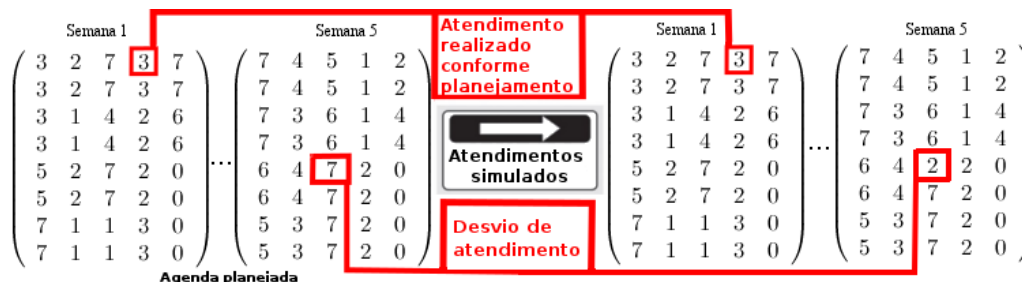 Semana 1
3 2 7 3 7
3 2 7 3 7
3 1 4 2 6
3 1 4 2 6
5 2 7 2 0
5 2 7 2 0
7 1 1 3 0
7 1 1 3 0
...
Semana 5
7 4 5 1 2
7 4 5 1 2
7 3 6 1 4
7 3 6 1 4
6 4 7 2 0
6 4 7 2 0
5 3 7 2 0
5 3 7 2 0
Agenda planejada
Atendimento
realizado
conforme
planejamento
Atendimentos
simulados
Desvio de
atendimento
Semana 1
3 2 7 3 7
3 2 7 3 7
3 1 4 2 6
3 1 4 2 6
5 2 7 2 0
5 2 7 2 0
7 1 1 3 0
7 1 1 3 0
...
Semana 5
7 4 5 1 2
7 4 5 1 2
7 3 6 1 4
7 3 6 1 4
6 4 2 2 0
6 4 7 2 0
5 3 7 2 0
5 3 7 2 0